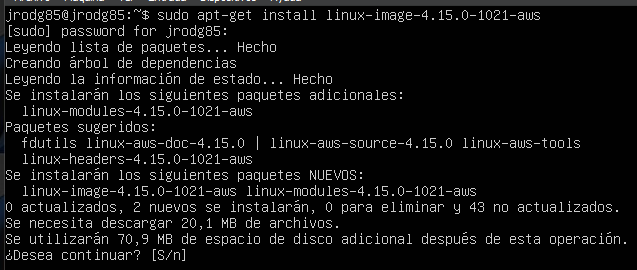 jrodg85@jrodg85:~$ sudo apt-get install linux-image-4.15.0-1021-aws
[sudo] password for jrodg85:
Leyendo lista de paquetes... Hecho
Creando árbol de dependencias
Leyendo la información de estado... Hecho
Se instalarán los siguientes paquetes adicionales:
  linux-modules-4.15.0-1021-aws
Paquetes sugeridos:
  fdutils linux-aws-doc-4.15.0 | linux-aws-source-4.15.0 linux-aws-tools
  linux-headers-4.15.0-1021-aws
Se instalarán los siguientes paquetes NUEVOS:
  linux-image-4.15.0-1021-aws linux-modules-4.15.0-1021-aws
0 actualizados, 2 nuevos se instalarán, 0 para eliminar y 43 no actualizados.
Se necesita descargar 20,1 MB de archivos.
Se utilizarán 70,9 MB de espacio de disco adicional después de esta operación.
¿Desea continuar? [S/n]